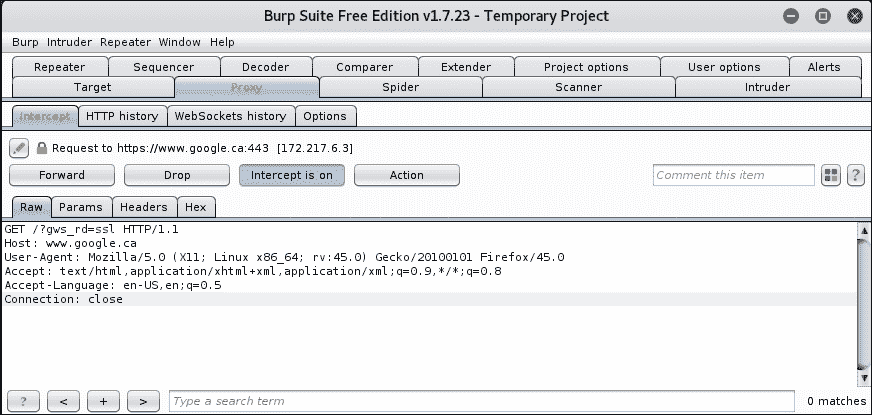 Burp Suite Free Edition v1.7.23 - Temporary Project
Burp Intruder Repeater Window Help
Repeater Sequencer Decoder Comparer Extender Project options User options Alerts
Target Proxy Spider Scanner Intruder
Intercept HTTP history WebSockets history Options
Request to https://www.google.ca:443 [172.217.6.3]
Forward Drop Intercept is on Action Comment this item ?
Raw Params Headers Hex
GET /?gws_rd=ssl HTTP/1.1
Host: www.google.ca
User-Agent: Mozilla/5.0 (X11; Linux x86_64; rv:45.0) Gecko/20100101 Firefox/45.0
Accept: text/html,application/xhtml+xml,application/xml;q=0.9,*/*;q=0.8
Accept-Language: en-US,en;q=0.5
Connection: close
? < + > Type a search term 0 matches